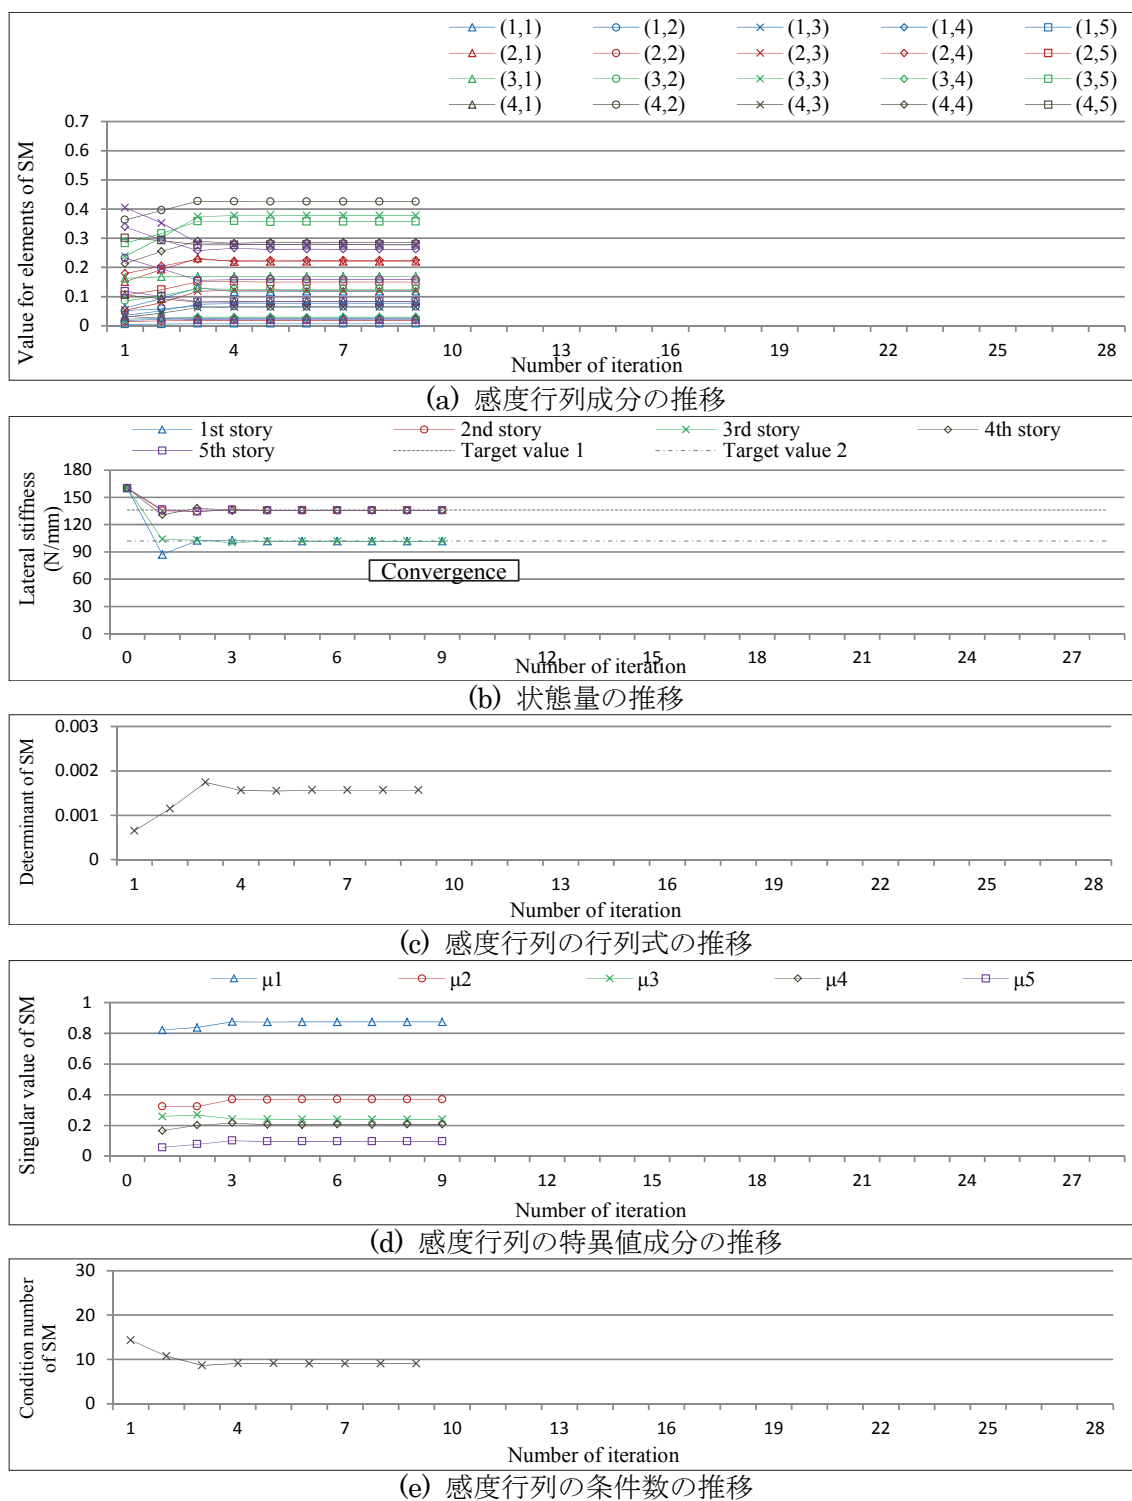 (1,1) (1,2) (1,3) (1,4) (1,5)
(2,1) (2,2) (2,3) (2,4) (2,5)
(3,1) (3,2) (3,3) (3,4) (3,5)
(4,1) (4,2) (4,3) (4,4) (4,5)
Value for elements of SM
0.7
0.6
0.5
0.4
0.3
0.2
0.1
0
1 4 7 10 13 16 19 22 25 28
Number of iteration
(a) 感度行列成分の推移
1st story 2nd story 3rd story 4th story
5th story Target value 1 Target value 2
Lateral stiffness
(N/mm)
180
150
120
90
60
30
0
Convergence
0 3 6 9 12 15 18 21 24 27
Number of iteration
(b) 状態量の推移
Determinant of SM
0.003
0.002
0.001
0
1 4 7 10 13 16 19 22 25 28
Number of iteration
(c) 感度行列の行列式の推移
μ1 μ2 μ3 μ4 μ5
Singular value of SM
1
0.8
0.6
0.4
0.2
0
0 3 6 9 12 15 18 21 24 27
Number of iteration
(d) 感度行列の特異値成分の推移
Condition number
of SM
30
20
10
0
1 4 7 10 13 16 19 22 25 28
Number of iteration
(e) 感度行列の条件数の推移